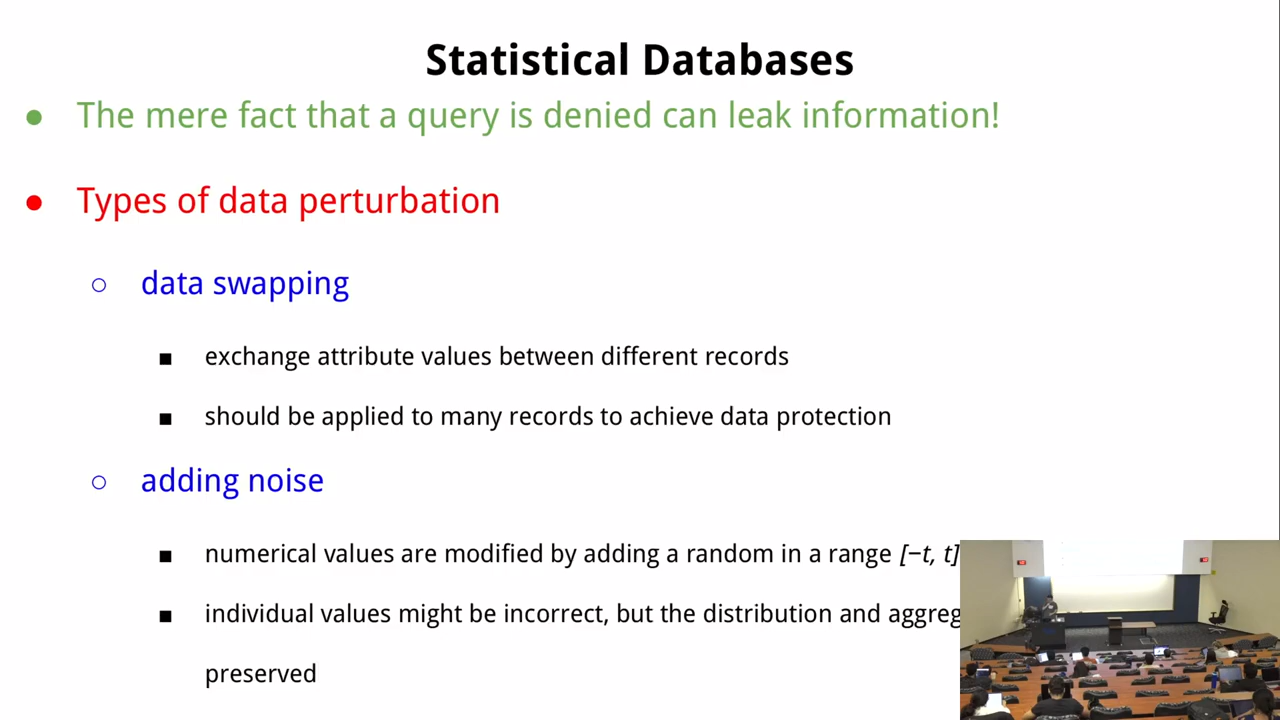 Statistical Databases
● The mere fact that a query is denied can leak information!
● Types of data perturbation
○ data swapping
■ exchange attribute values between different records
■ should be applied to many records to achieve data protection
○ adding noise
■ numerical values are modified by adding a random in a range [−t, t]
■ individual values might be incorrect, but the distribution and aggreg
preserved